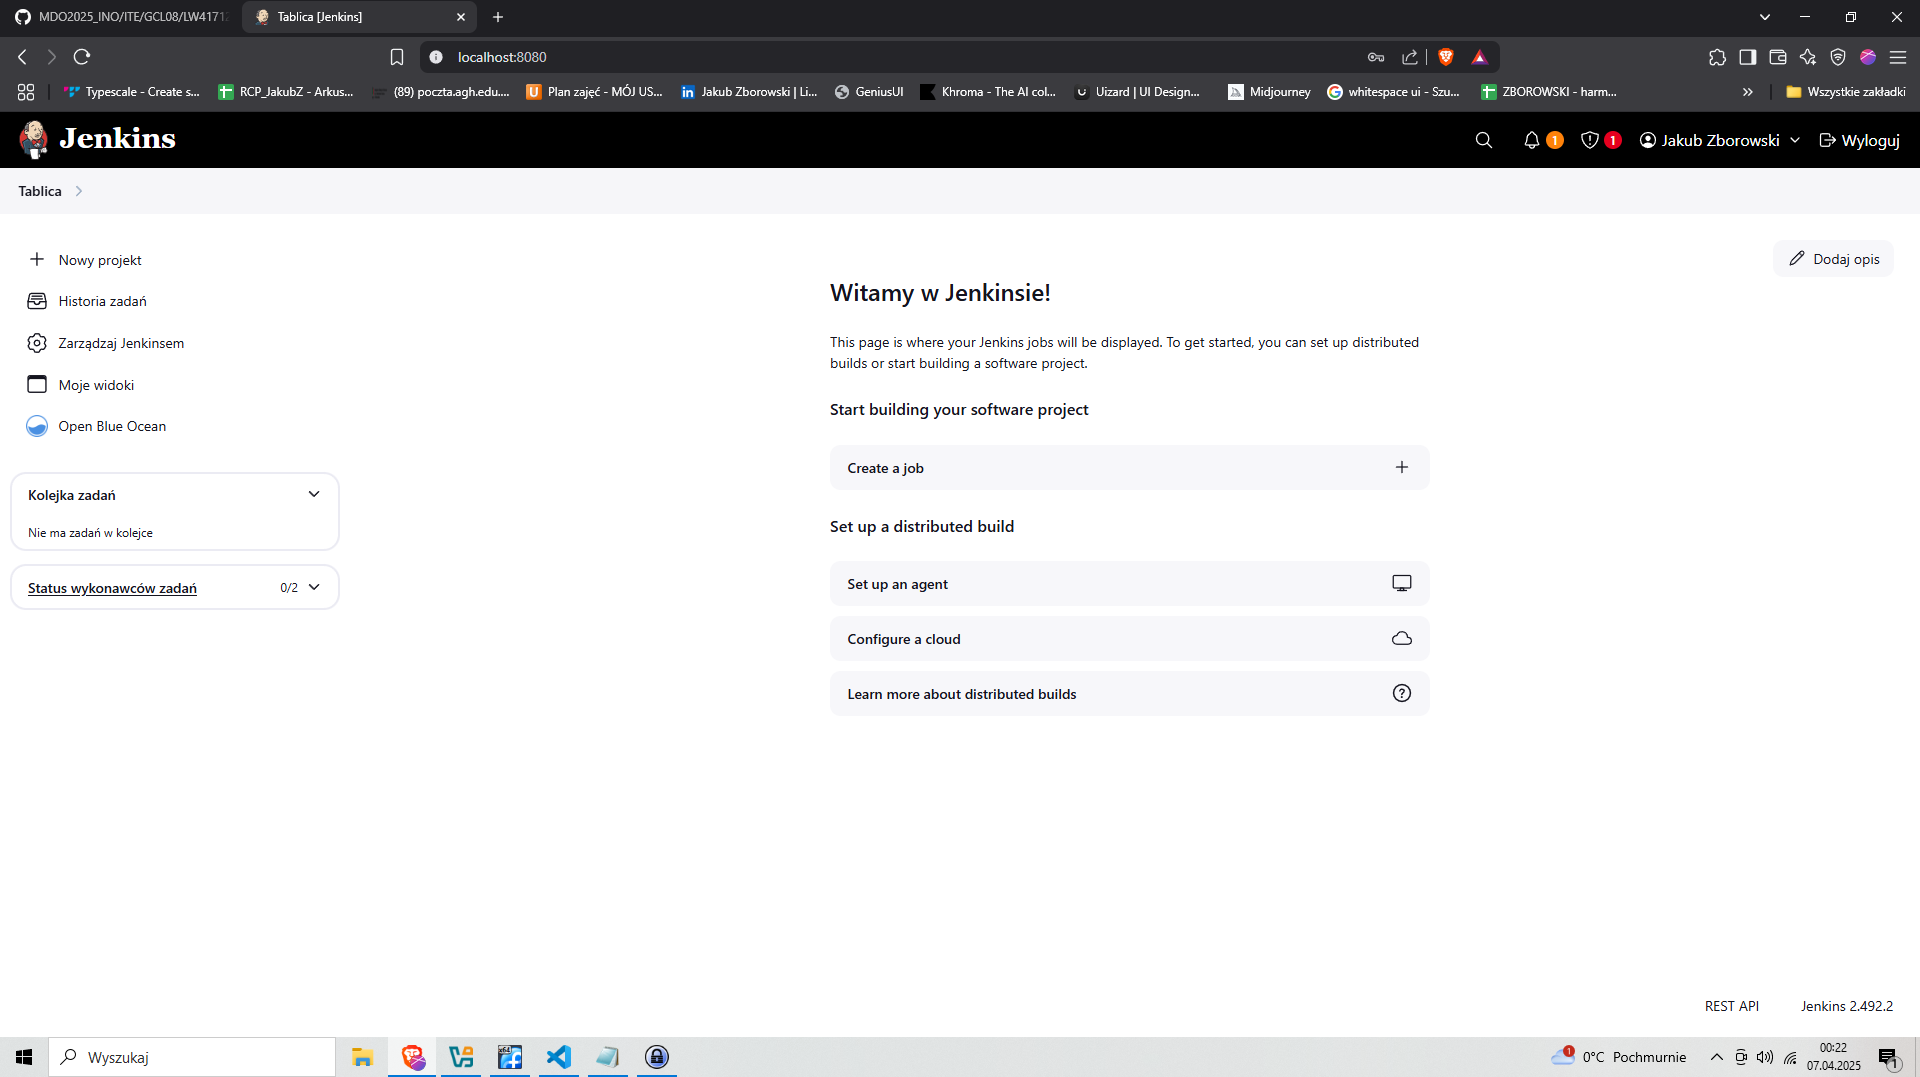 MDO2025_INO/ITE/GCL08/LW4171
Tablica [Jenkins]
localhost:8080
Typescale - Create s...
RCP_JakubZ - Arkus...
(89) poczta.agh.edu....
Plan zajęć - MÓJ US...
Jakub Zborowski | Li...
GeniusUI
Khroma - The AI col...
Uizard | UI Design...
Midjourney
whitespace ui - Szu...
ZBOROWSKI - harm...
Wszystkie zakładki
Jenkins
1
1
Jakub Zborowski
Wyloguj
Tablica
Nowy projekt
Historia zadań
Zarządzaj Jenkinsem
Moje widoki
Open Blue Ocean
Kolejka zadań
Nie ma zadań w kolejce
Status wykonawców zadań
0/2
Dodaj opis
Witamy w Jenkinsie!
This page is where your Jenkins jobs will be displayed. To get started, you can set up distributed
builds or start building a software project.
Start building your software project
Create a job
Set up a distributed build
Set up an agent
Configure a cloud
Learn more about distributed builds
REST API
Jenkins 2.492.2
Wyszukaj
x64
1
0°C Pochmurnie
00:22
07.04.2025
1